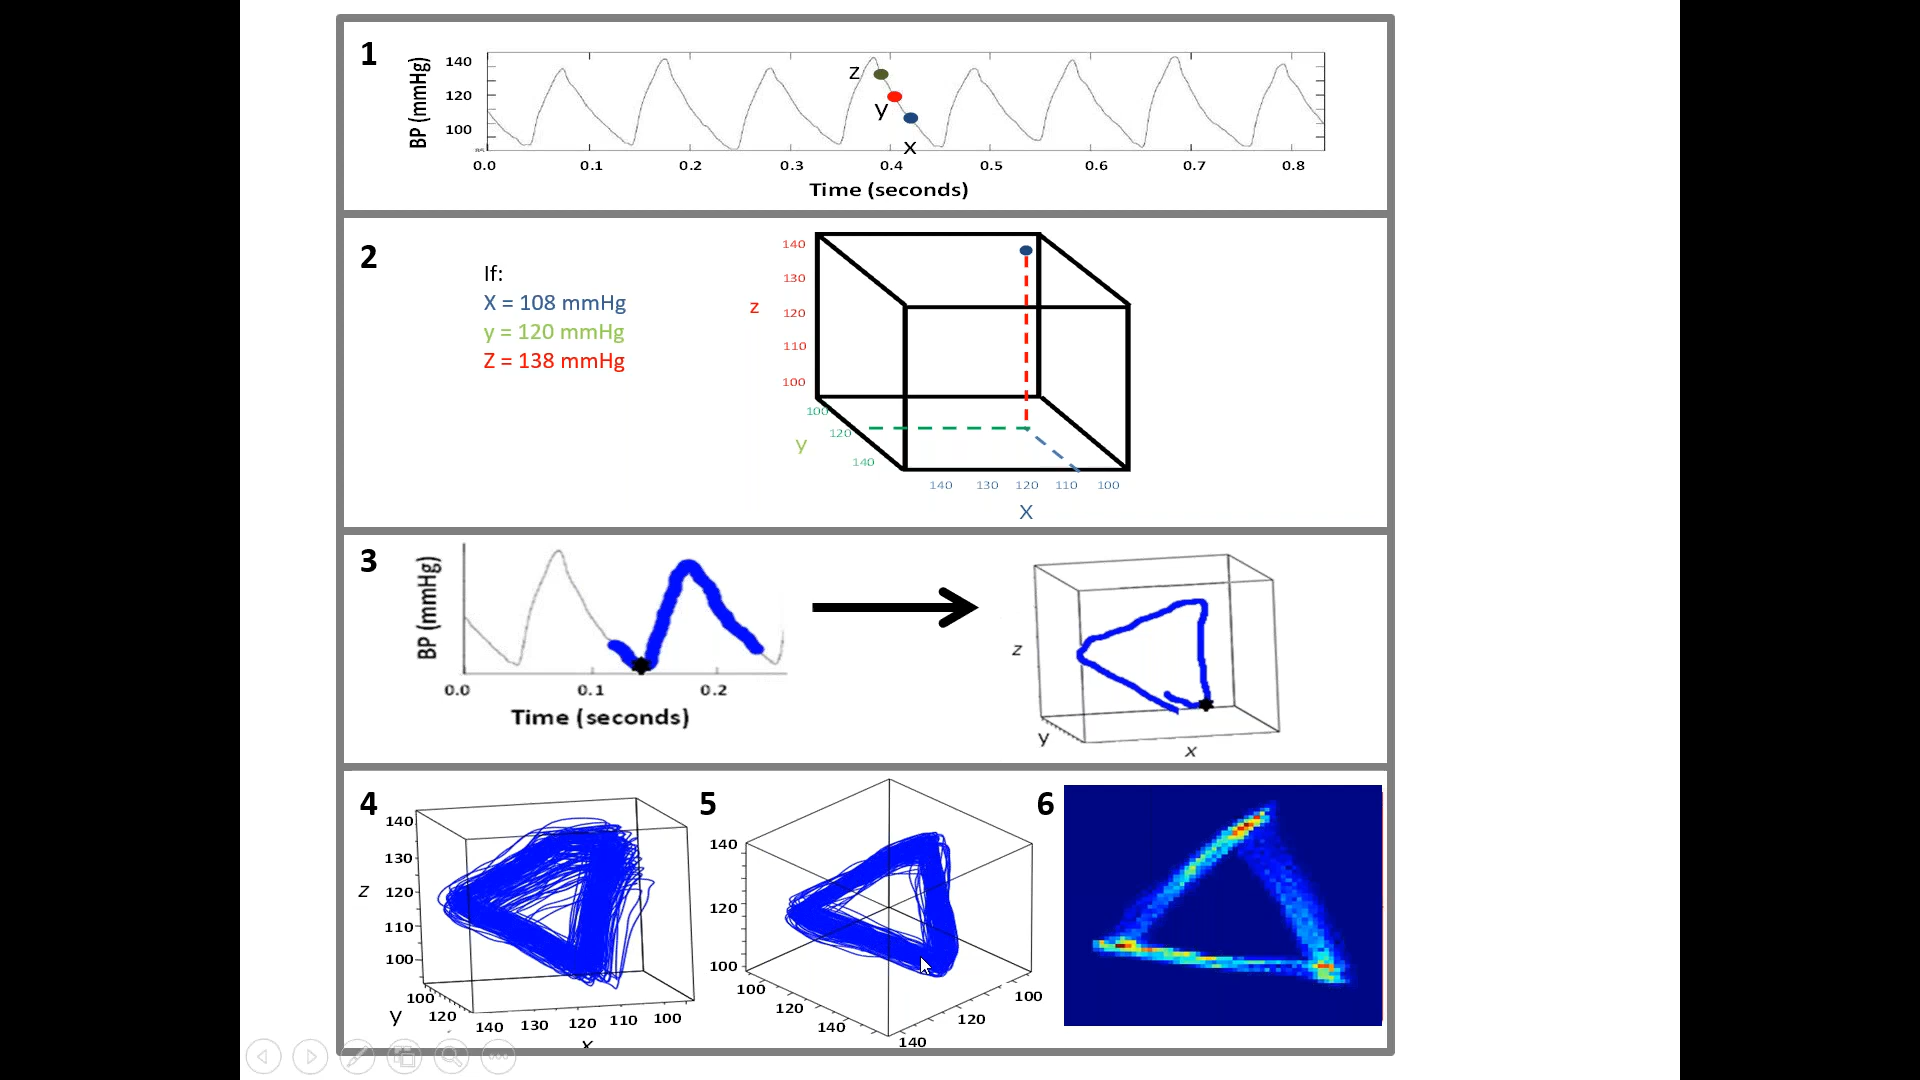 1
BP (mmHg)
140
120
100
z
y
x
0.0 0.1 0.2 0.3 0.4 0.5 0.6 0.7 0.8
Time (seconds)
2
If:
X = 108 mmHg
y = 120 mmHg
Z = 138 mmHg
z
140
130
120
110
100
y
100
120
140
140 130 120 110 100
X
3
BP (mmHg)
0.0 0.1 0.2
Time (seconds)
z
y
x
4
z
140
130
120
110
100
y
100
120
140 130 120 110 100
x
5
140
120
100
100
120
140
100
120
140
6